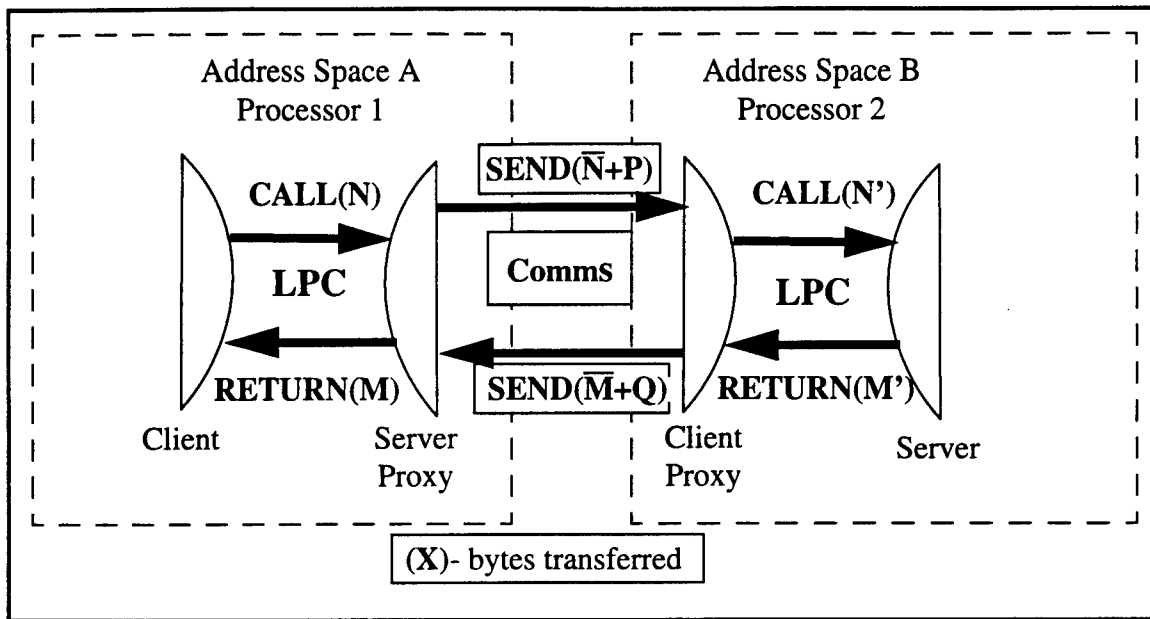 Address Space A
Processor 1
Address Space B
Processor 2
SEND(N̅+P)
CALL(N)
CALL(N’)
LPC
Comms
LPC
RETURN(M)
SEND(M̅+Q)
RETURN(M’)
Client
Server
Proxy
Client
Proxy
Server
(X)- bytes transferred